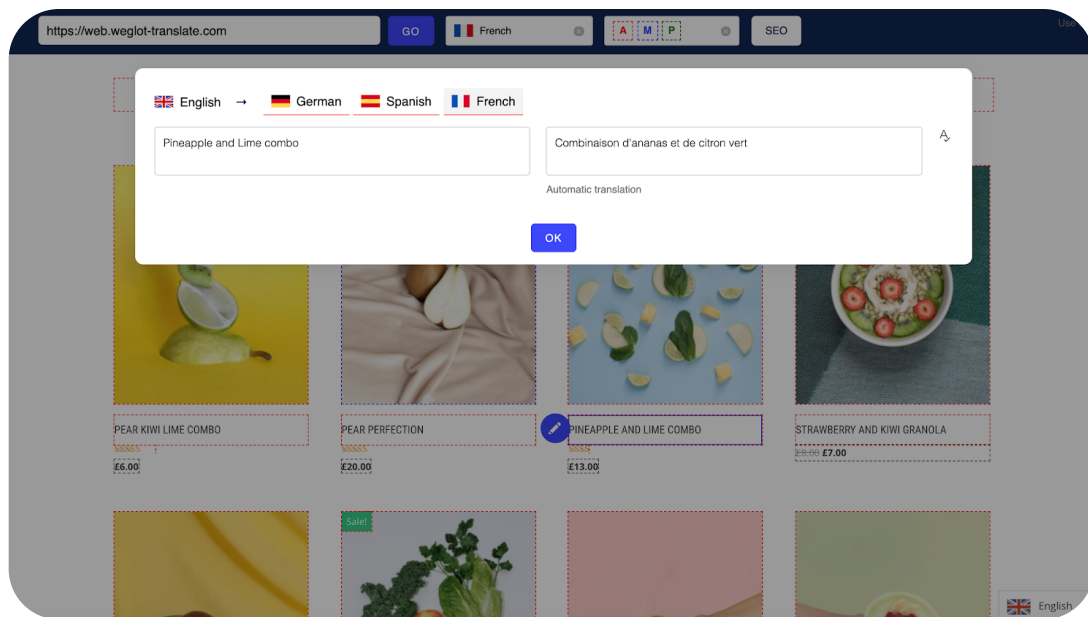 https://web.weglot-translate.com GO French A M P SEO Use
English → German Spanish French
Pineapple and Lime combo Combinaison d'ananas et de citron vert
Automatic translation
OK
PEAR KIWI LIME COMBO PEAR PERFECTION PINEAPPLE AND LIME COMBO STRAWBERRY AND KIWI GRANOLA
£6.00 £20.00 £13.00 £8.00 £7.00
Sale!
English